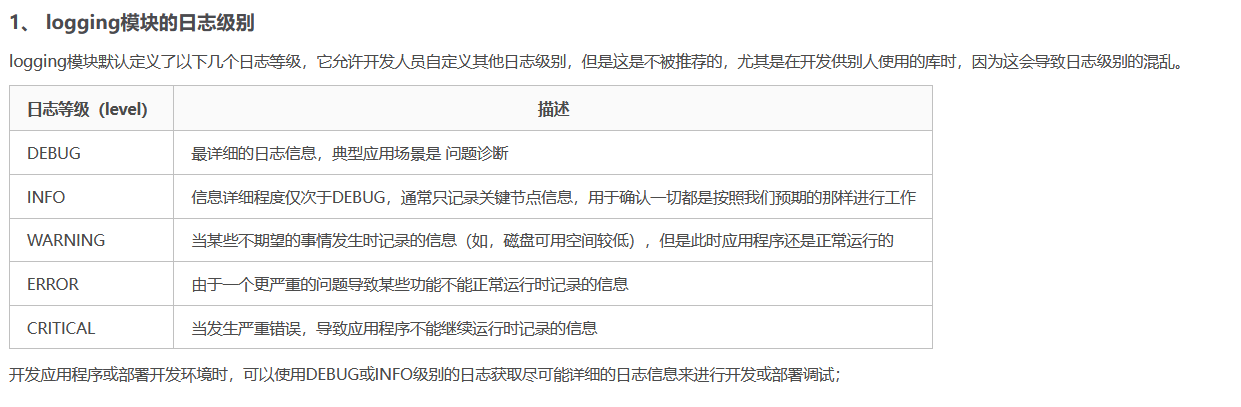 1、 logging模块的日志级别
logging模块默认定义了以下几个日志等级，它允许开发人员自定义其他日志级别，但是这是不被推荐的，尤其是在开发供别人使用的库时，因为这会导致日志级别的混乱。
日志等级（level） 描述
DEBUG 最详细的日志信息，典型应用场景是 问题诊断
INFO 信息详细程度仅次于DEBUG，通常只记录关键节点信息，用于确认一切都是按照我们预期的那样进行工作
WARNING 当某些不期望的事情发生时记录的信息（如，磁盘可用空间较低），但是此时应用程序还是正常运行的
ERROR 由于一个更严重的问题导致某些功能不能正常运行时记录的信息
CRITICAL 当发生严重错误，导致应用程序不能继续运行时记录的信息
开发应用程序或部署开发环境时，可以使用DEBUG或INFO级别的日志获取尽可能详细的日志信息来进行开发或部署调试；